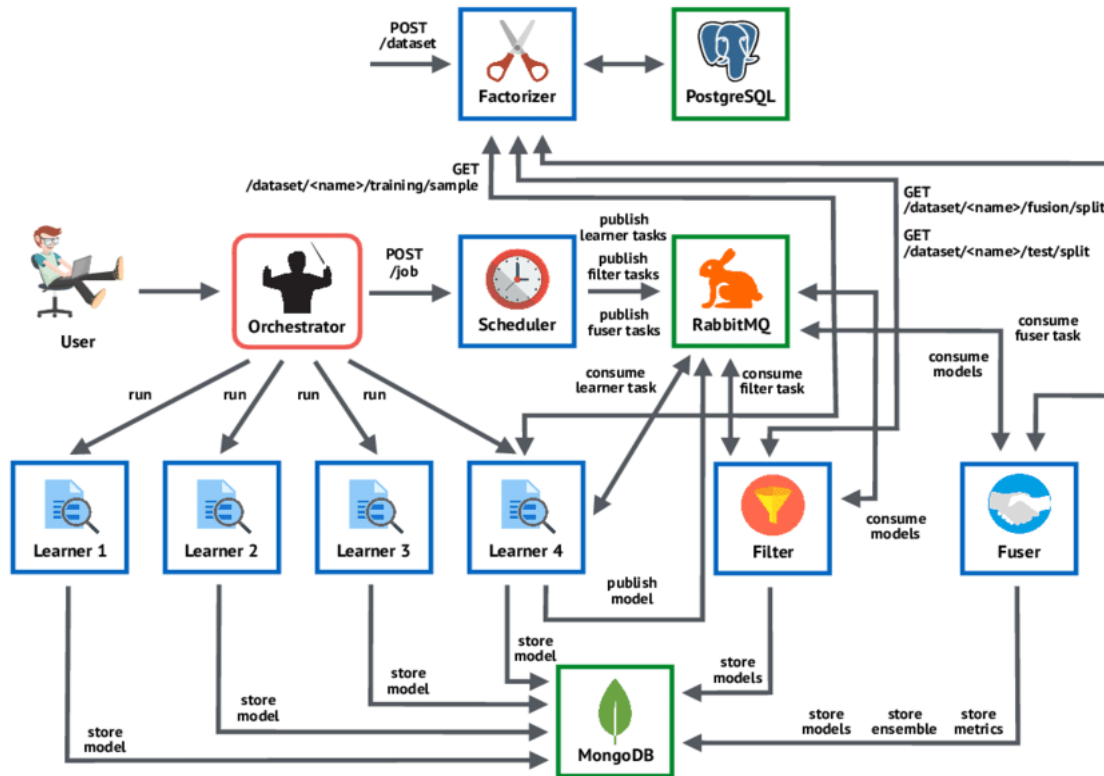 POST
/dataset
Factorizer
PostgreSQL
GET
/dataset/<name>/training/sample
GET
/dataset/<name>/fusion/split
GET
/dataset/<name>/test/split
User
Orchestrator
POST
/job
Scheduler
publish
learner tasks
publish
filter tasks
publish
fuser tasks
RabbitMQ
consume
fuser task
consume
models
consume
learner task
consume
filter task
run
run
run
run
Learner 1
Learner 2
Learner 3
Learner 4
Filter
consume
models
Fuser
publish
model
store
model
store
model
store
model
store
model
store
models
MongoDB
store
models
store
ensemble
store
metrics